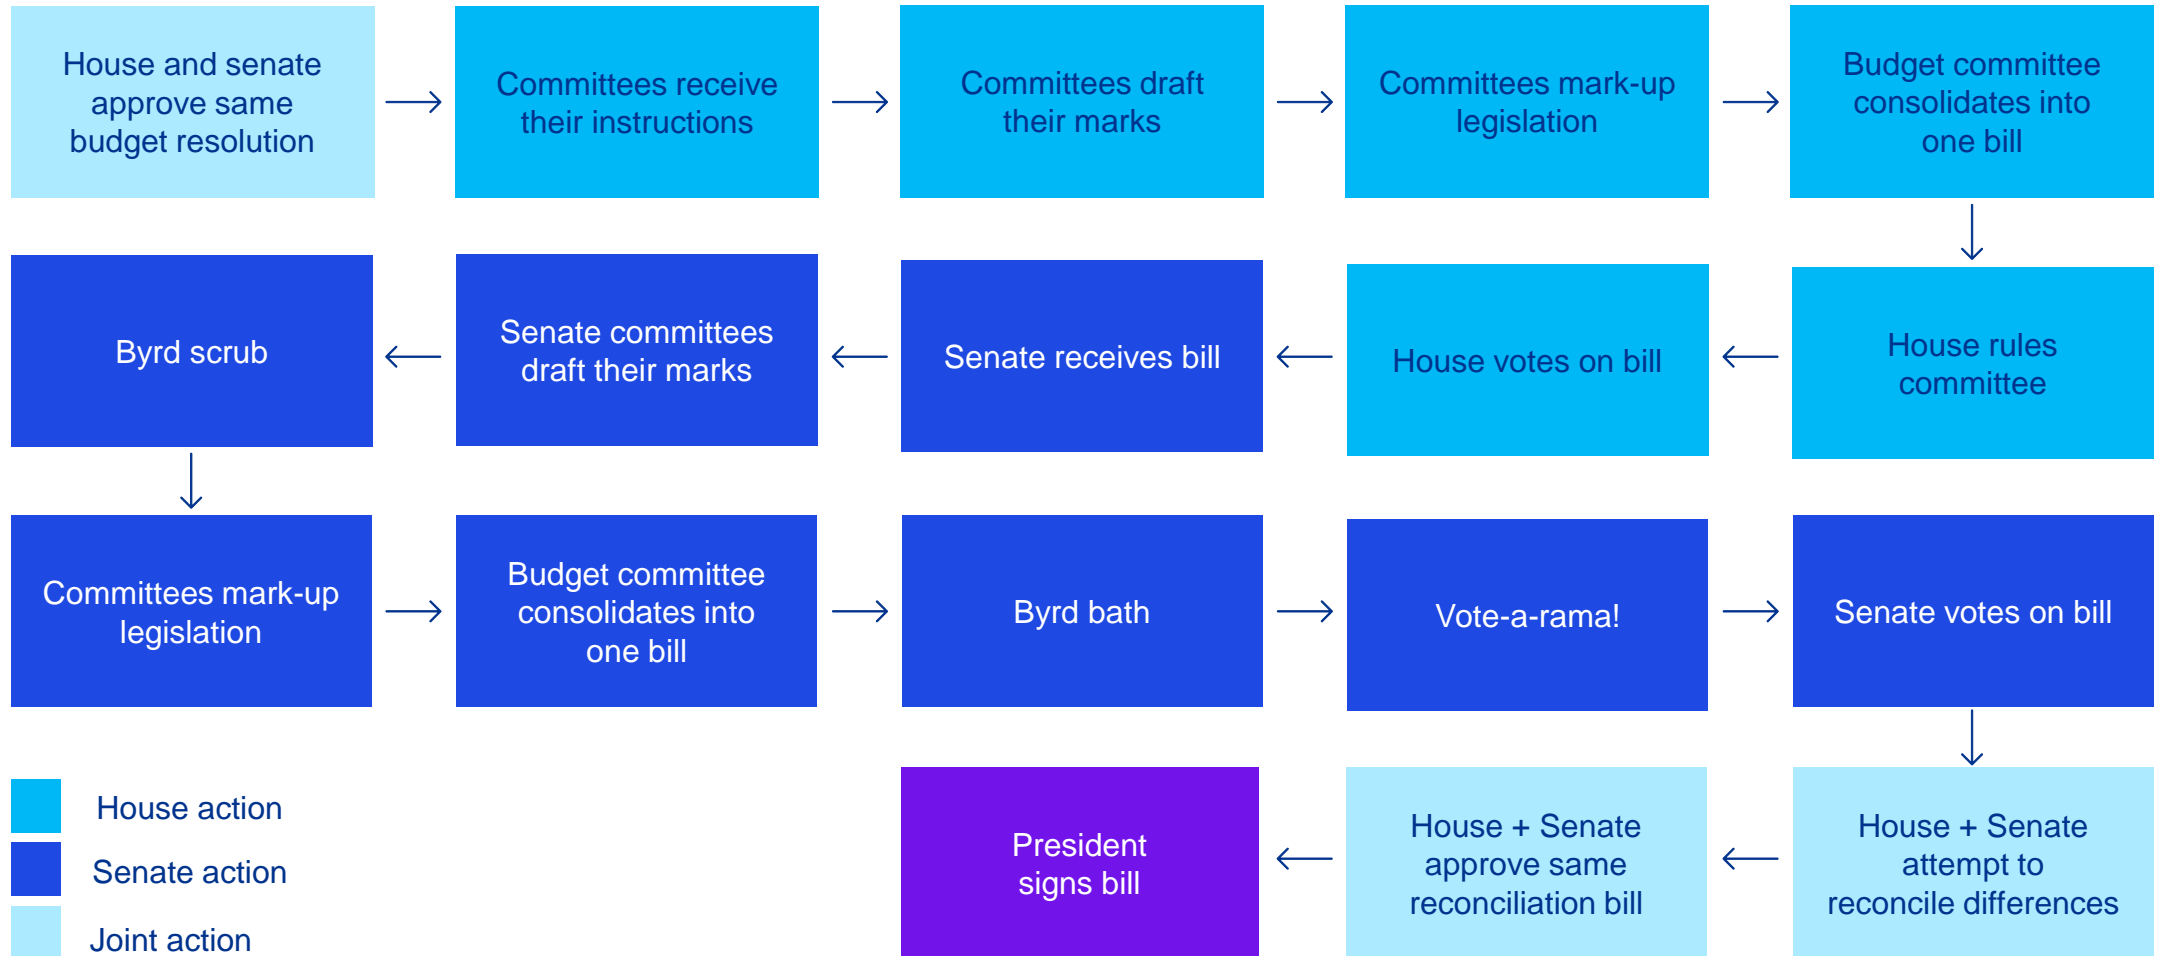 House and senate
approve same
budget resolution
Committees receive
their instructions
Committees draft
their marks
Committees mark-up
legislation
Budget committee
consolidates into
one bill
House rules
committee
House votes on bill
Senate receives bill
Senate committees
draft their marks
Byrd scrub
Committees mark-up
legislation
Budget committee
consolidates into
one bill
Byrd bath
Vote-a-rama!
Senate votes on bill
House + Senate
attempt to
reconcile differences
House + Senate
approve same
reconciliation bill
President
signs bill
House action
Senate action
Joint action